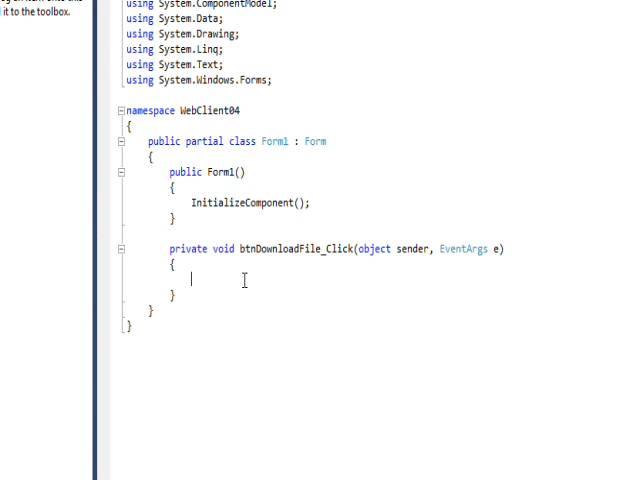 it to the toolbox.
using System.ComponentModel;
using System.Data;
using System.Drawing;
using System.Linq;
using System.Text;
using System.Windows.Forms;
namespace WebClient04
{
public partial class Form1 : Form
{
public Form1()
{
InitializeComponent();
}
private void btnDownloadFile_Click(object sender, EventArgs e)
{
}
}
}